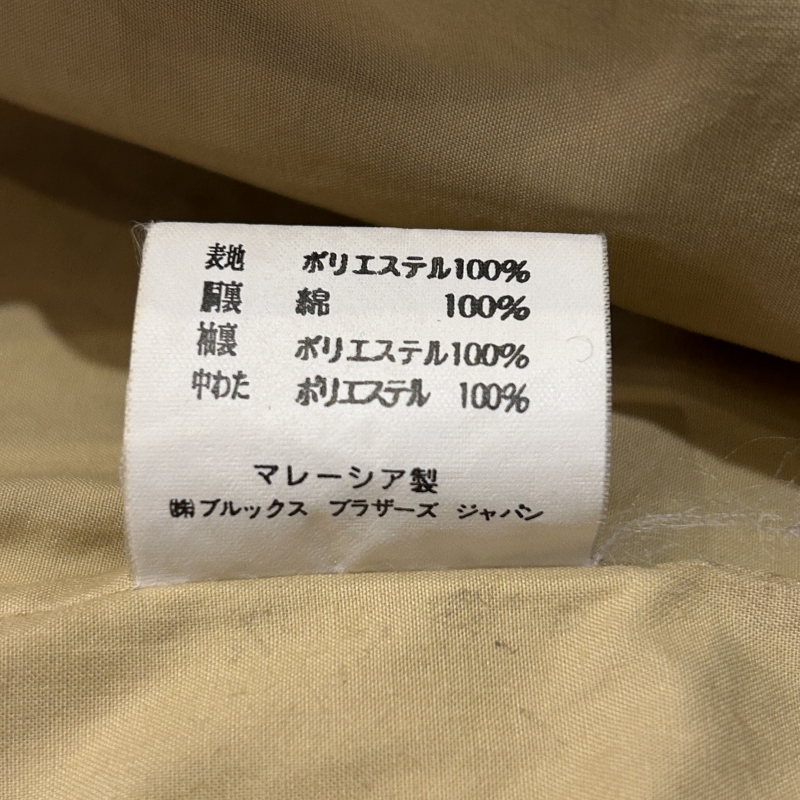 表地 ポリエステル100%
胴裏 綿 100%
袖裏 ポリエステル100%
中わた ポリエステル 100%
マレーシア製
㈱ブルックス ブラザーズ ジャパン